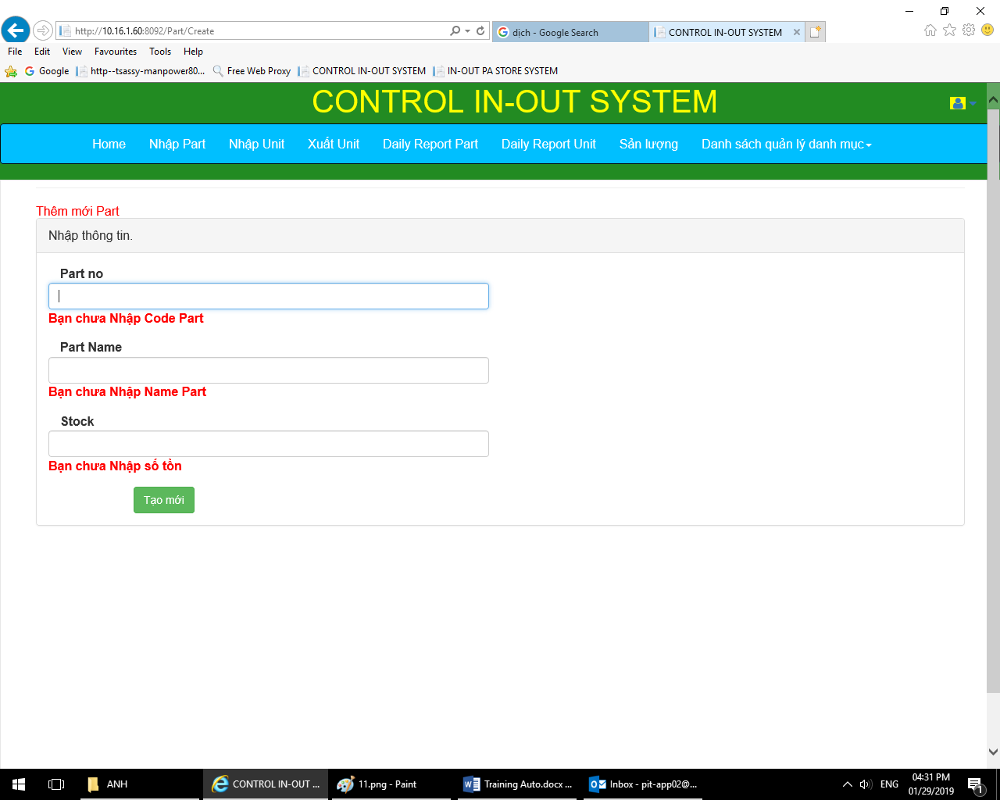 http://10.16.1.60:8092/Part/Create
dịch - Google Search
CONTROL IN-OUT SYSTEM
File Edit View Favourites Tools Help
Google http--tsassy-manpower80... Free Web Proxy CONTROL IN-OUT SYSTEM IN-OUT PA STORE SYSTEM
CONTROL IN-OUT SYSTEM
Home Nhập Part Nhập Unit Xuất Unit Daily Report Part Daily Report Unit Sản lượng Danh sách quản lý danh mục
Thêm mới Part
Nhập thông tin.
Part no
Bạn chưa Nhập Code Part
Part Name
Bạn chưa Nhập Name Part
Stock
Bạn chưa Nhập số tồn
Tạo mới
ANH CONTROL IN-OUT ... 11.png - Paint Training Auto.docx ... Inbox - pit-app02@... ENG
04:31 PM
01/29/2019
1